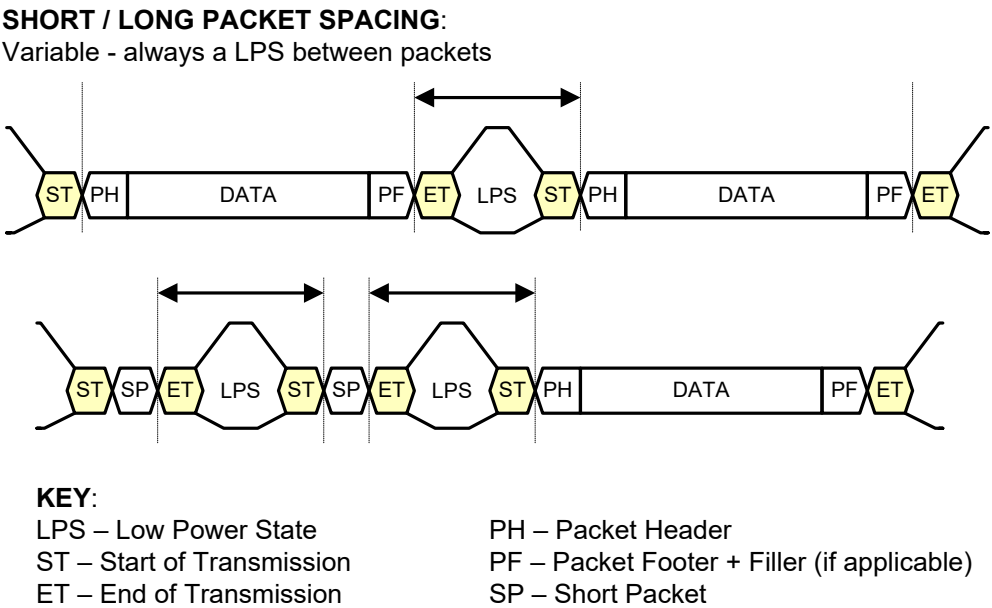 SHORT / LONG PACKET SPACING:
Variable - always a LPS between packets
ST PH DATA PF ET LPS ST PH DATA PF ET
ST SP ET LPS ST SP ET LPS ST PH DATA PF ET
KEY:
LPS – Low Power State PH – Packet Header
ST – Start of Transmission PF – Packet Footer + Filler (if applicable)
ET – End of Transmission SP – Short Packet